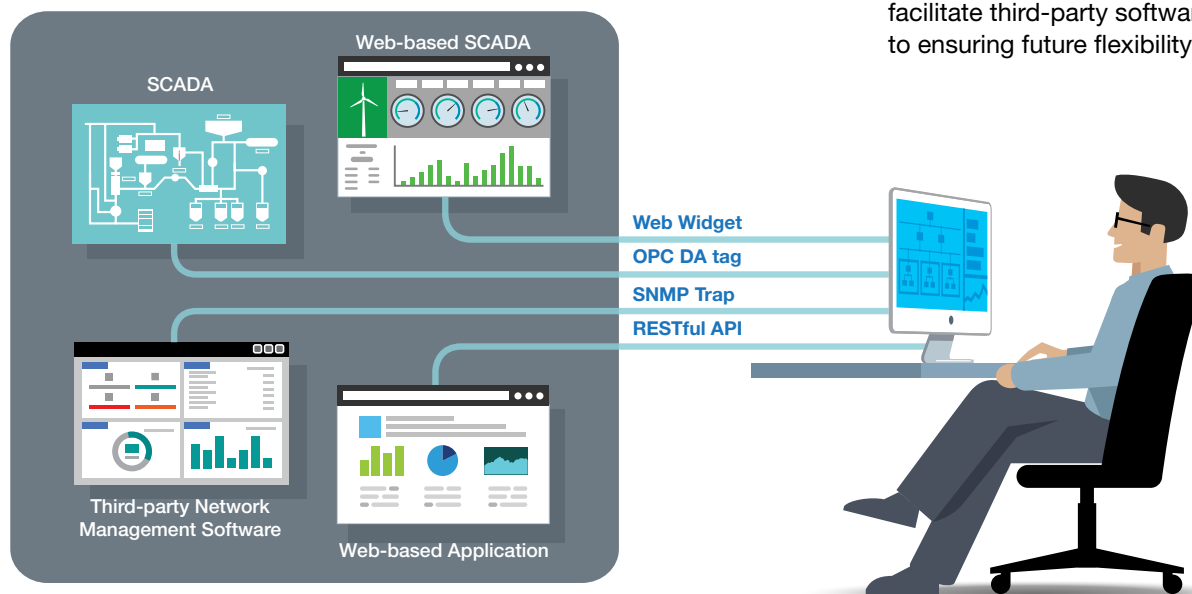 facilitate third-party softwar
to ensuring future flexibility
Web-based SCADA
SCADA
Web Widget
OPC DA tag
SNMP Trap
RESTful API
Third-party Network
Management Software
Web-based Application